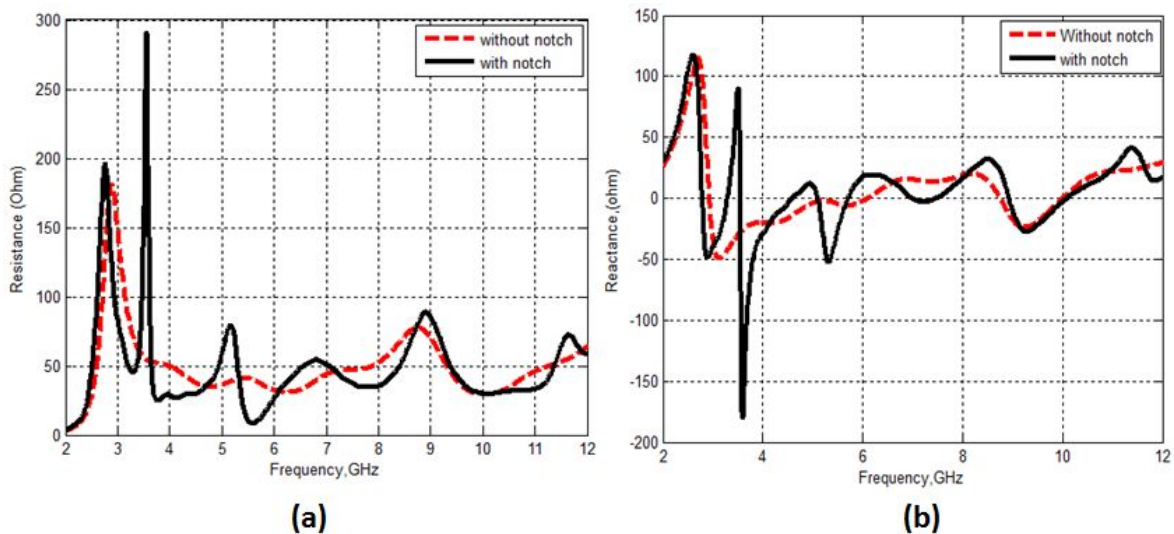 300
250
200
150
100
50
0
Resistance (Ohm)
without notch
with notch
2 3 4 5 6 7 8 9 10 11 12
Frequency,GHz
(a)
150
100
50
0
-50
-100
-150
-200
Reactance,(ohm)
Without notch
with notch
2 4 6 8 10 12
Frequency,GHz
(b)